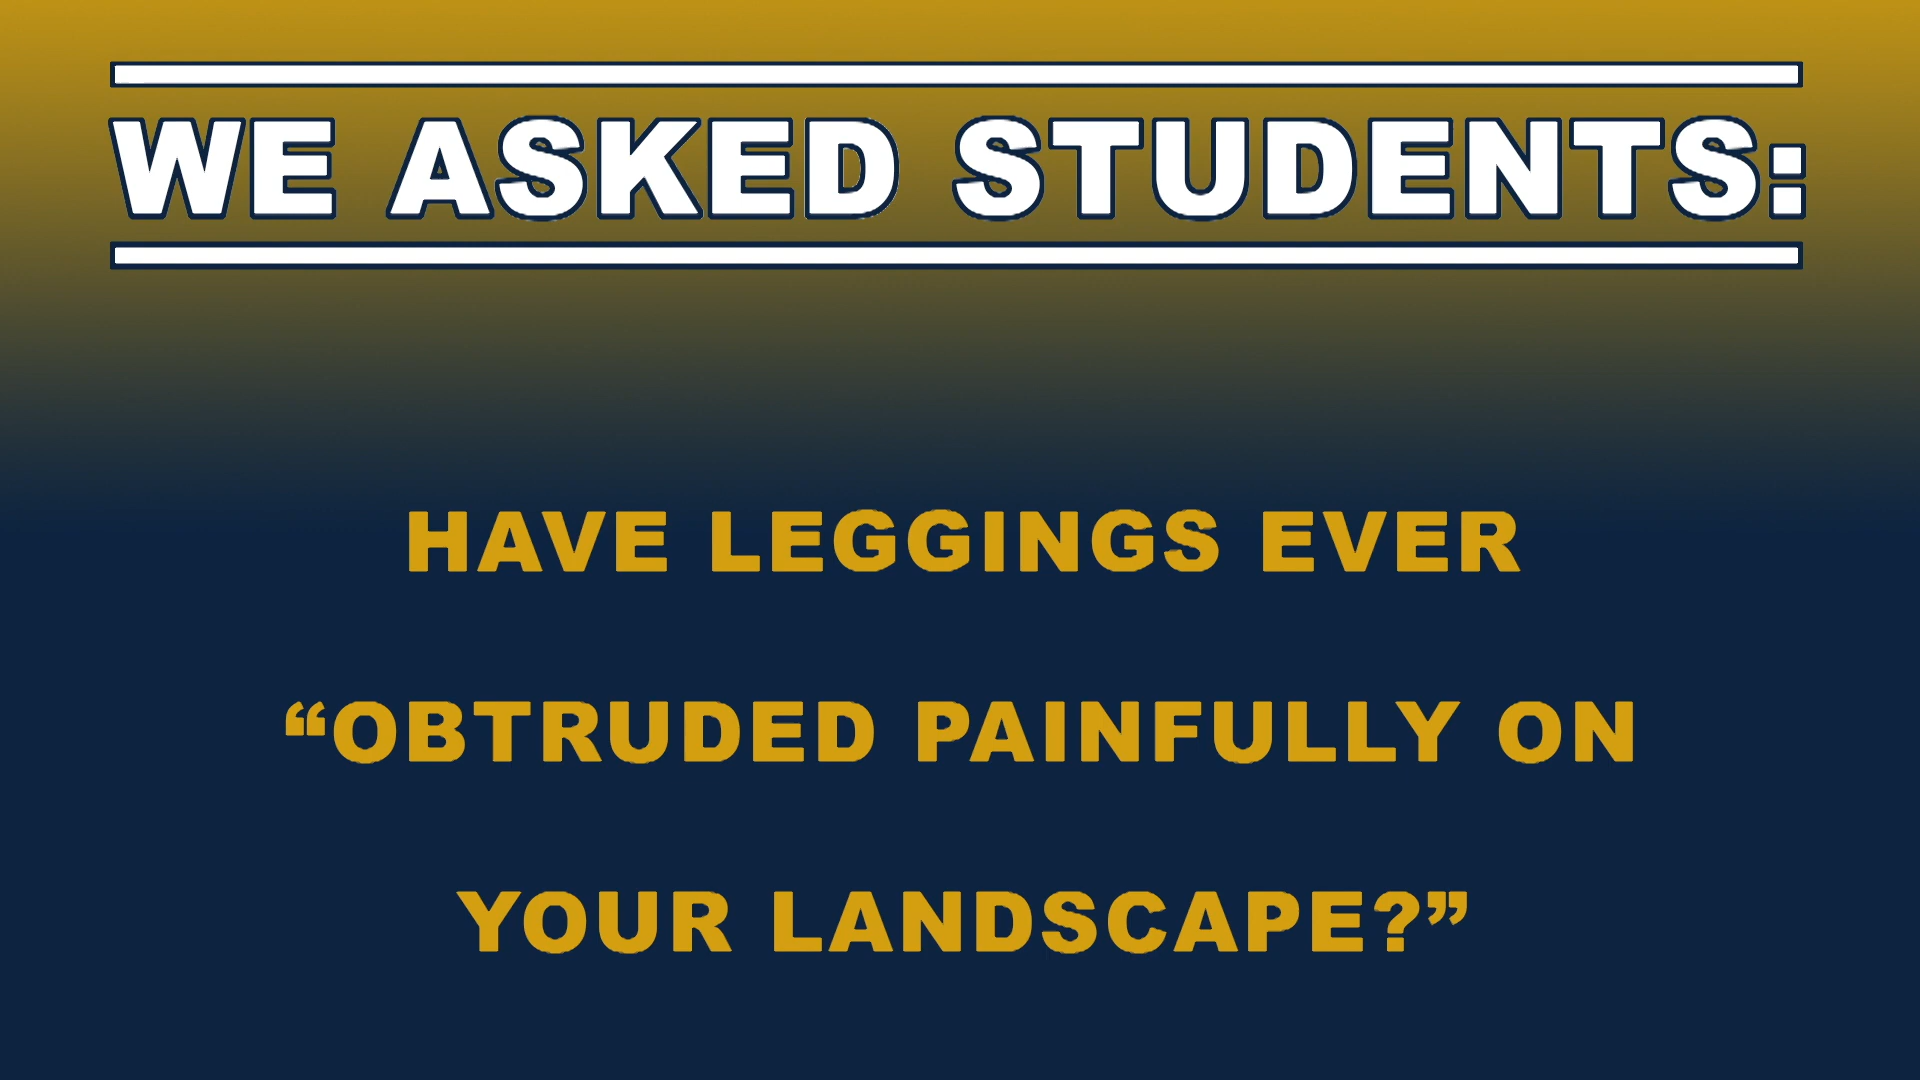 WE ASKED STUDENTS:
HAVE LEGGINGS EVER
“OBTRUDED PAINFULLY ON
YOUR LANDSCAPE?”